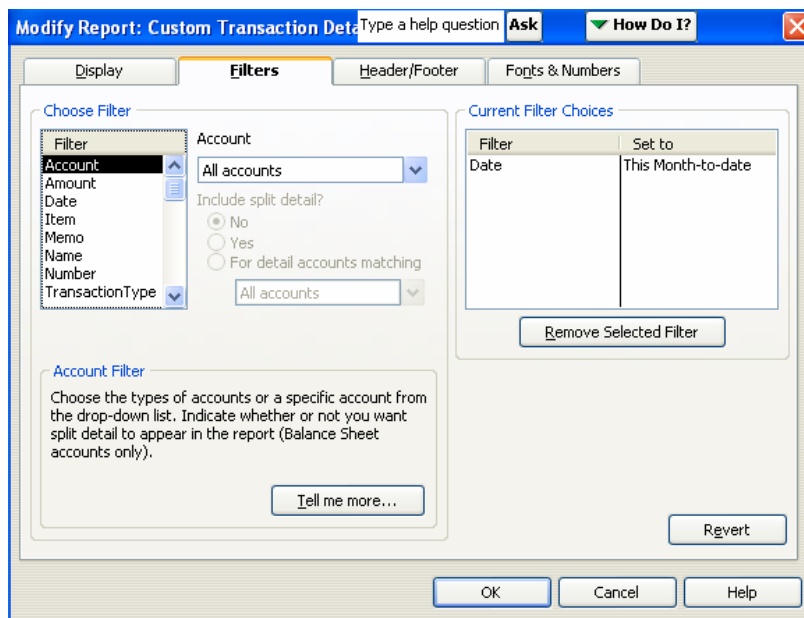 Modify Report: Custom Transaction Deta
Type a help question
Ask
How Do I?
Display
Filters
Header/Footer
Fonts & Numbers
Choose Filter
Filter
Account
Amount
Date
Item
Memo
Name
Number
TransactionType
Account
All accounts
Include split detail?
No
Yes
For detail accounts matching
All accounts
Account Filter
Choose the types of accounts or a specific account from
the drop-down list. Indicate whether or not you want
split detail to appear in the report (Balance Sheet
accounts only).
Tell me more...
Current Filter Choices
Filter Set to
Date This Month-to-date
Remove Selected Filter
Revert
OK
Cancel
Help